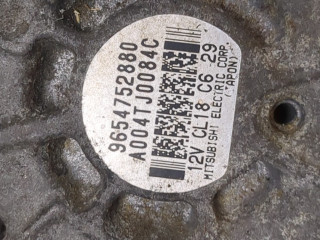 9654752880
A004TJ0084C
12V CL18 C6 29
MITSUBISHI ELECTRIC CORP.
(JAPAN)